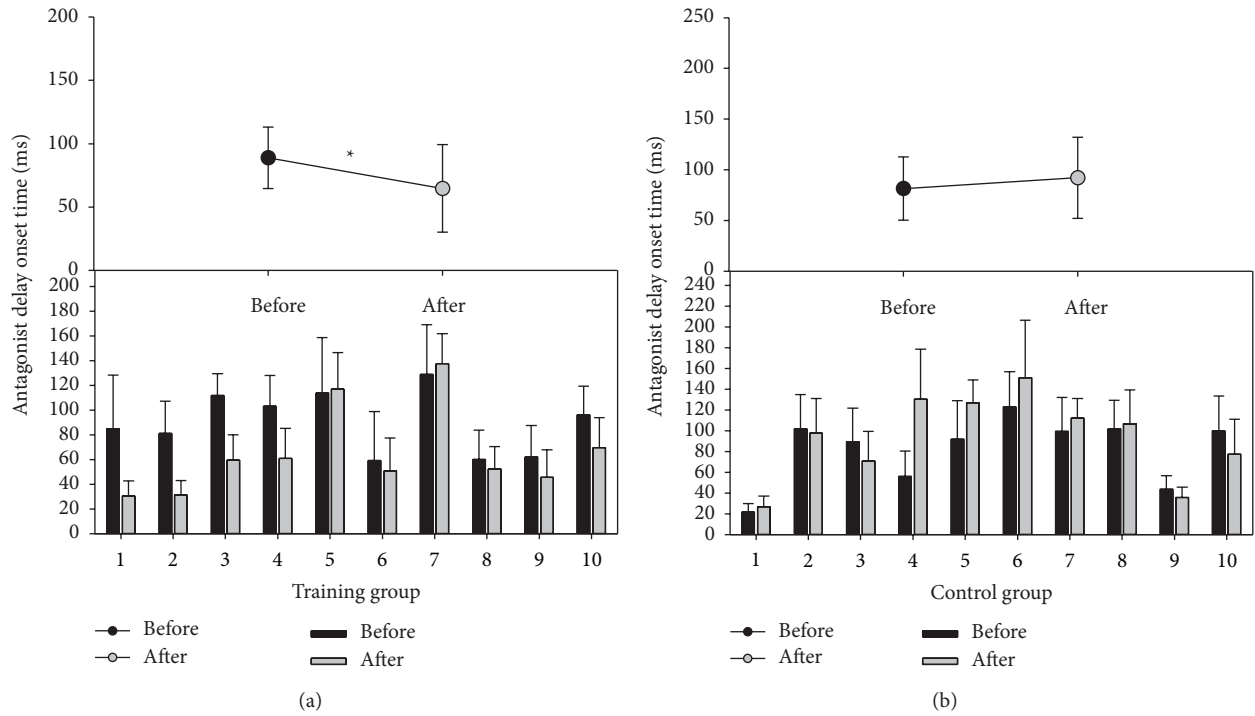 Antagonist delay onset time (ms)
200
150
100
50
0
*
200
180
160
140
120
100
80
60
40
20
0
Before After
1 2 3 4 5 6 7 8 9 10
Training group
Before Before
After After
(a)
Antagonist delay onset time (ms)
250
200
150
100
50
0
240
220
200
180
160
140
120
100
80
60
40
20
0
Before After
1 2 3 4 5 6 7 8 9 10
Control group
Before Before
After After
(b)